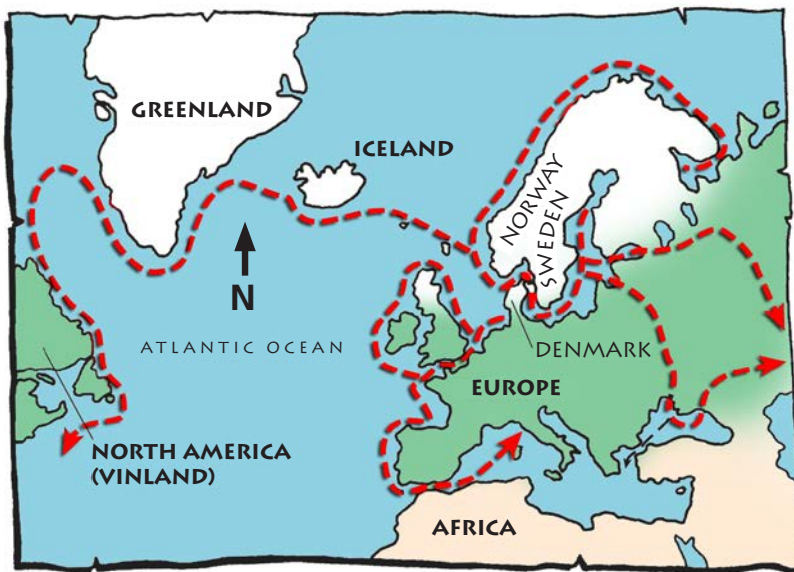 GREENLAND
ICELAND
NORWAY
SWEDEN
N
ATLANTIC OCEAN
DENMARK
EUROPE
NORTH AMERICA
(VINLAND)
AFRICA